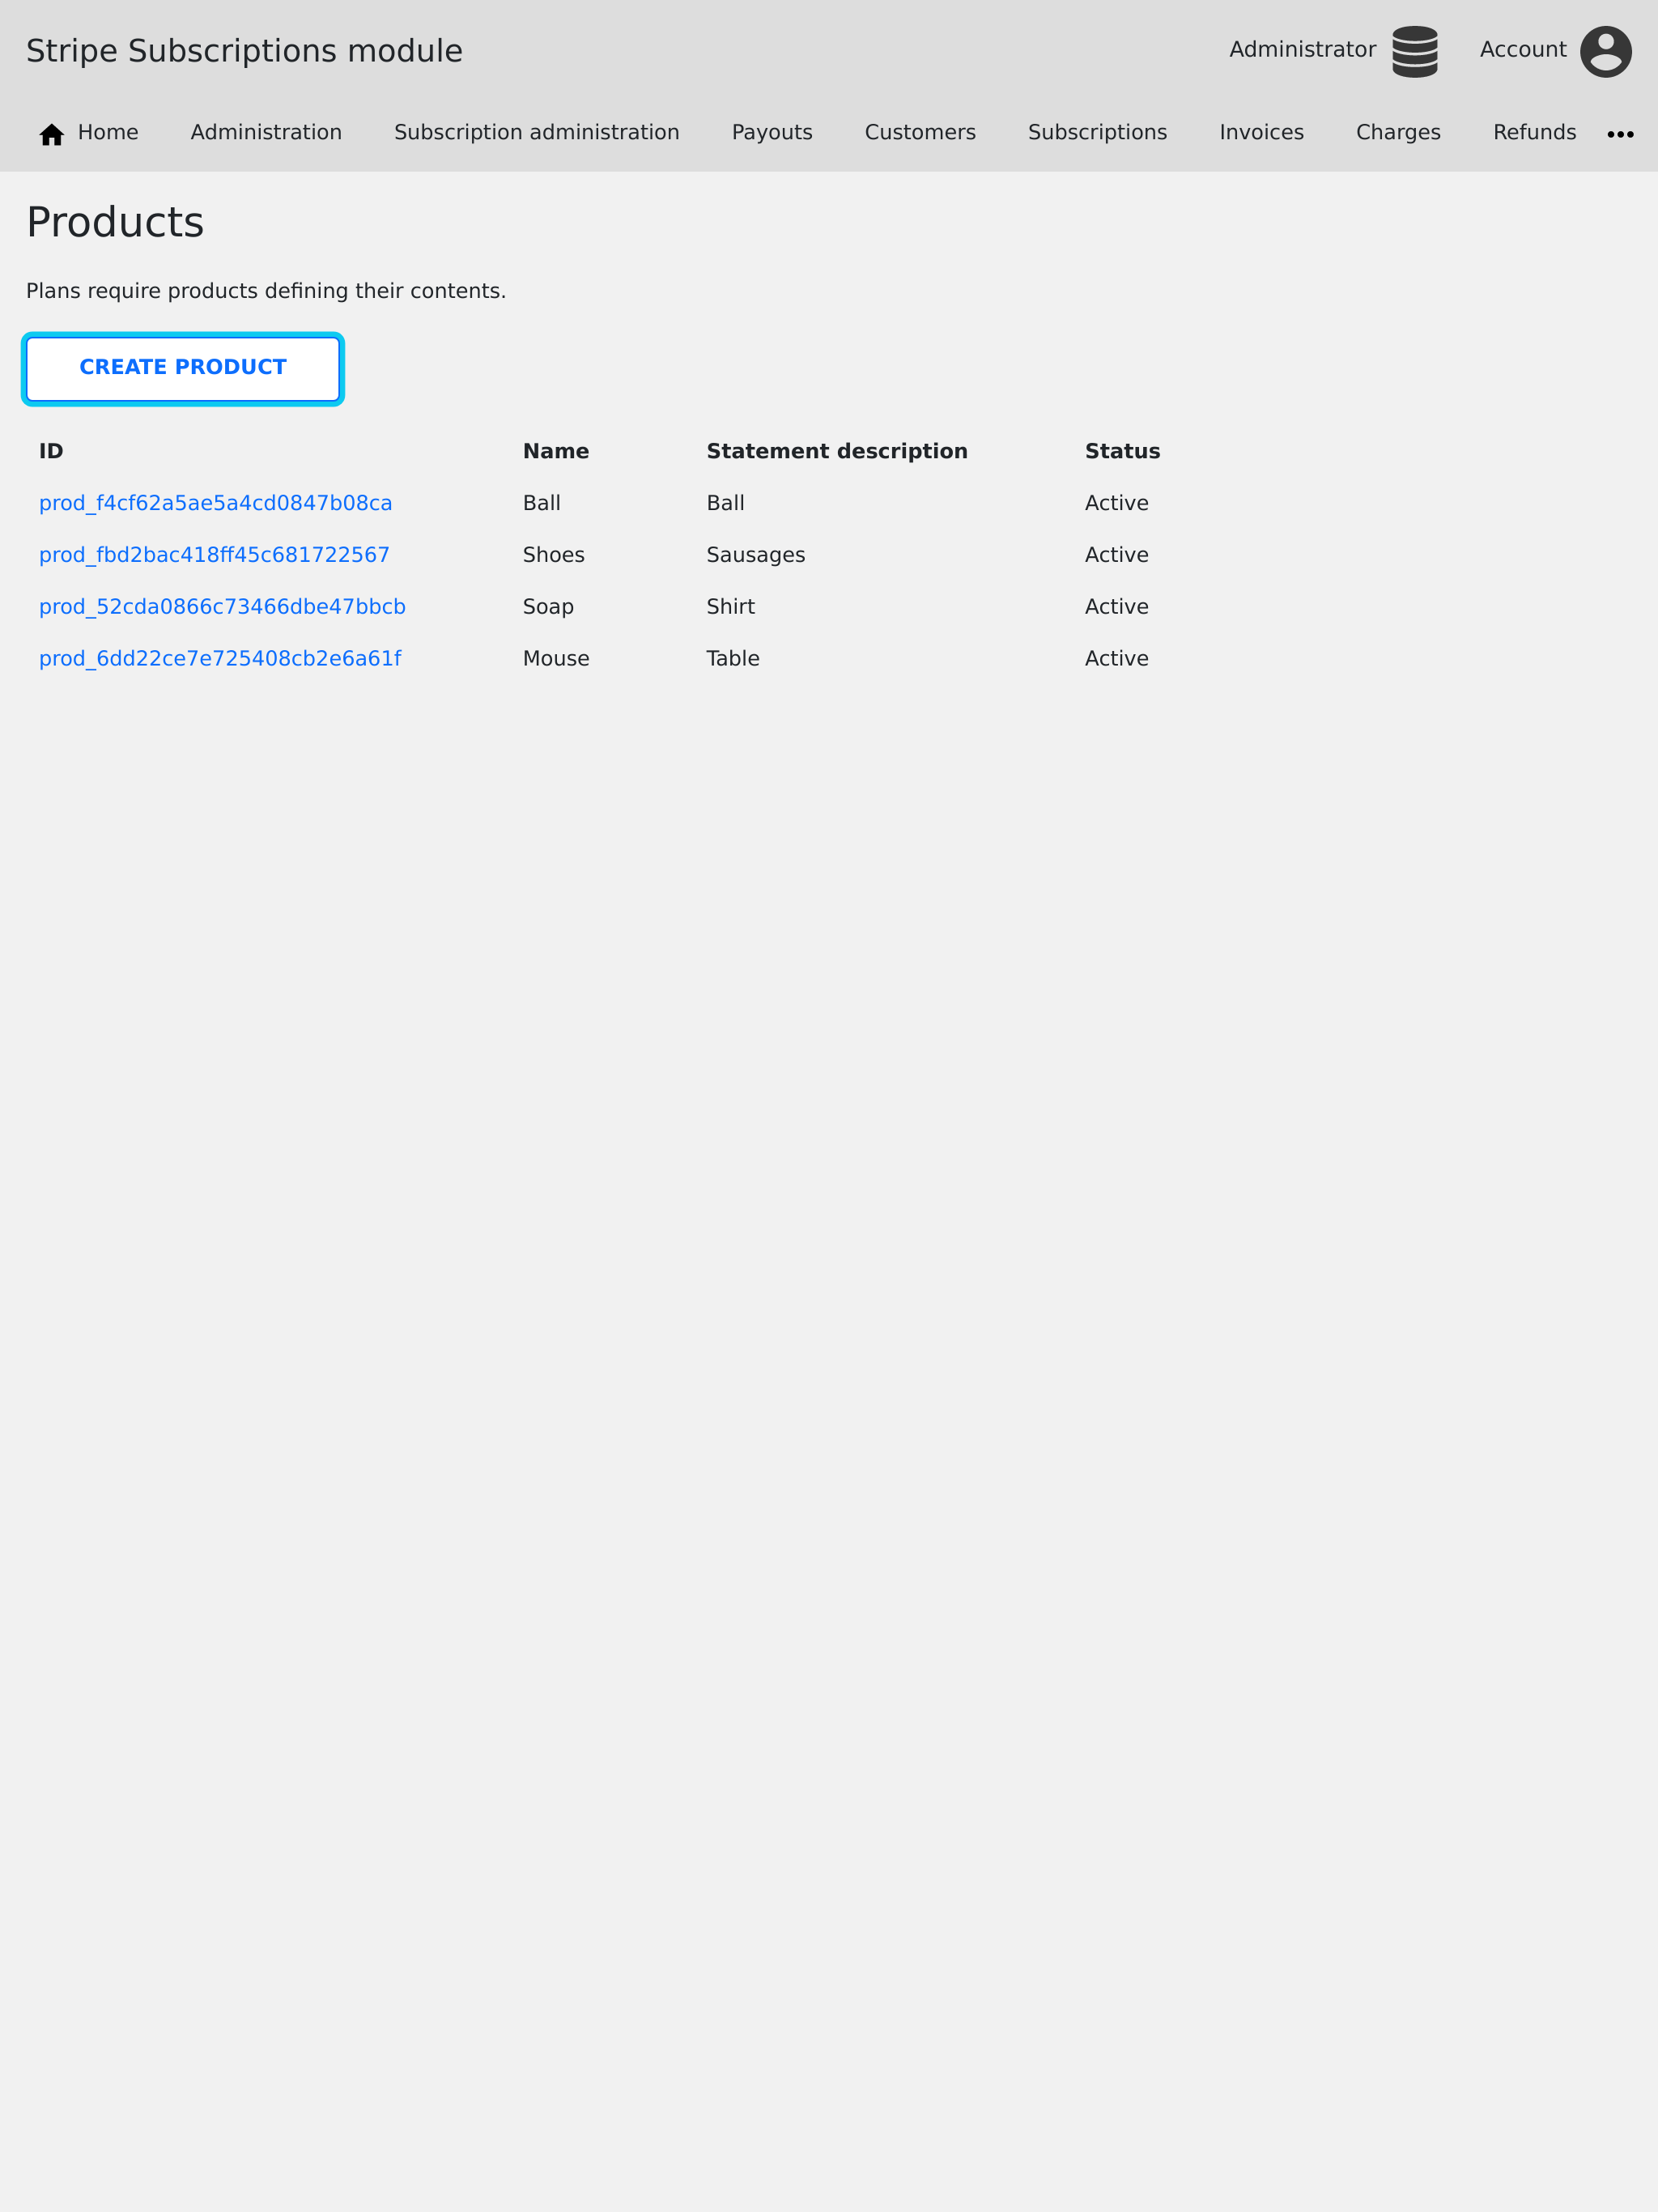 Stripe Subscriptions module
Administrator Account
Home Administration Subscription administration Payouts Customers Subscriptions Invoices Charges Refunds
Products
Plans require products defining their contents.
CREATE PRODUCT
ID Name Statement description Status
prod_f4cf62a5ae5a4cd0847b08ca Ball Ball Active
prod_fbd2bac418ff45c681722567 Shoes Sausages Active
prod_52cda0866c73466dbe47bbcb Soap Shirt Active
prod_6dd22ce7e725408cb2e6a61f Mouse Table Active